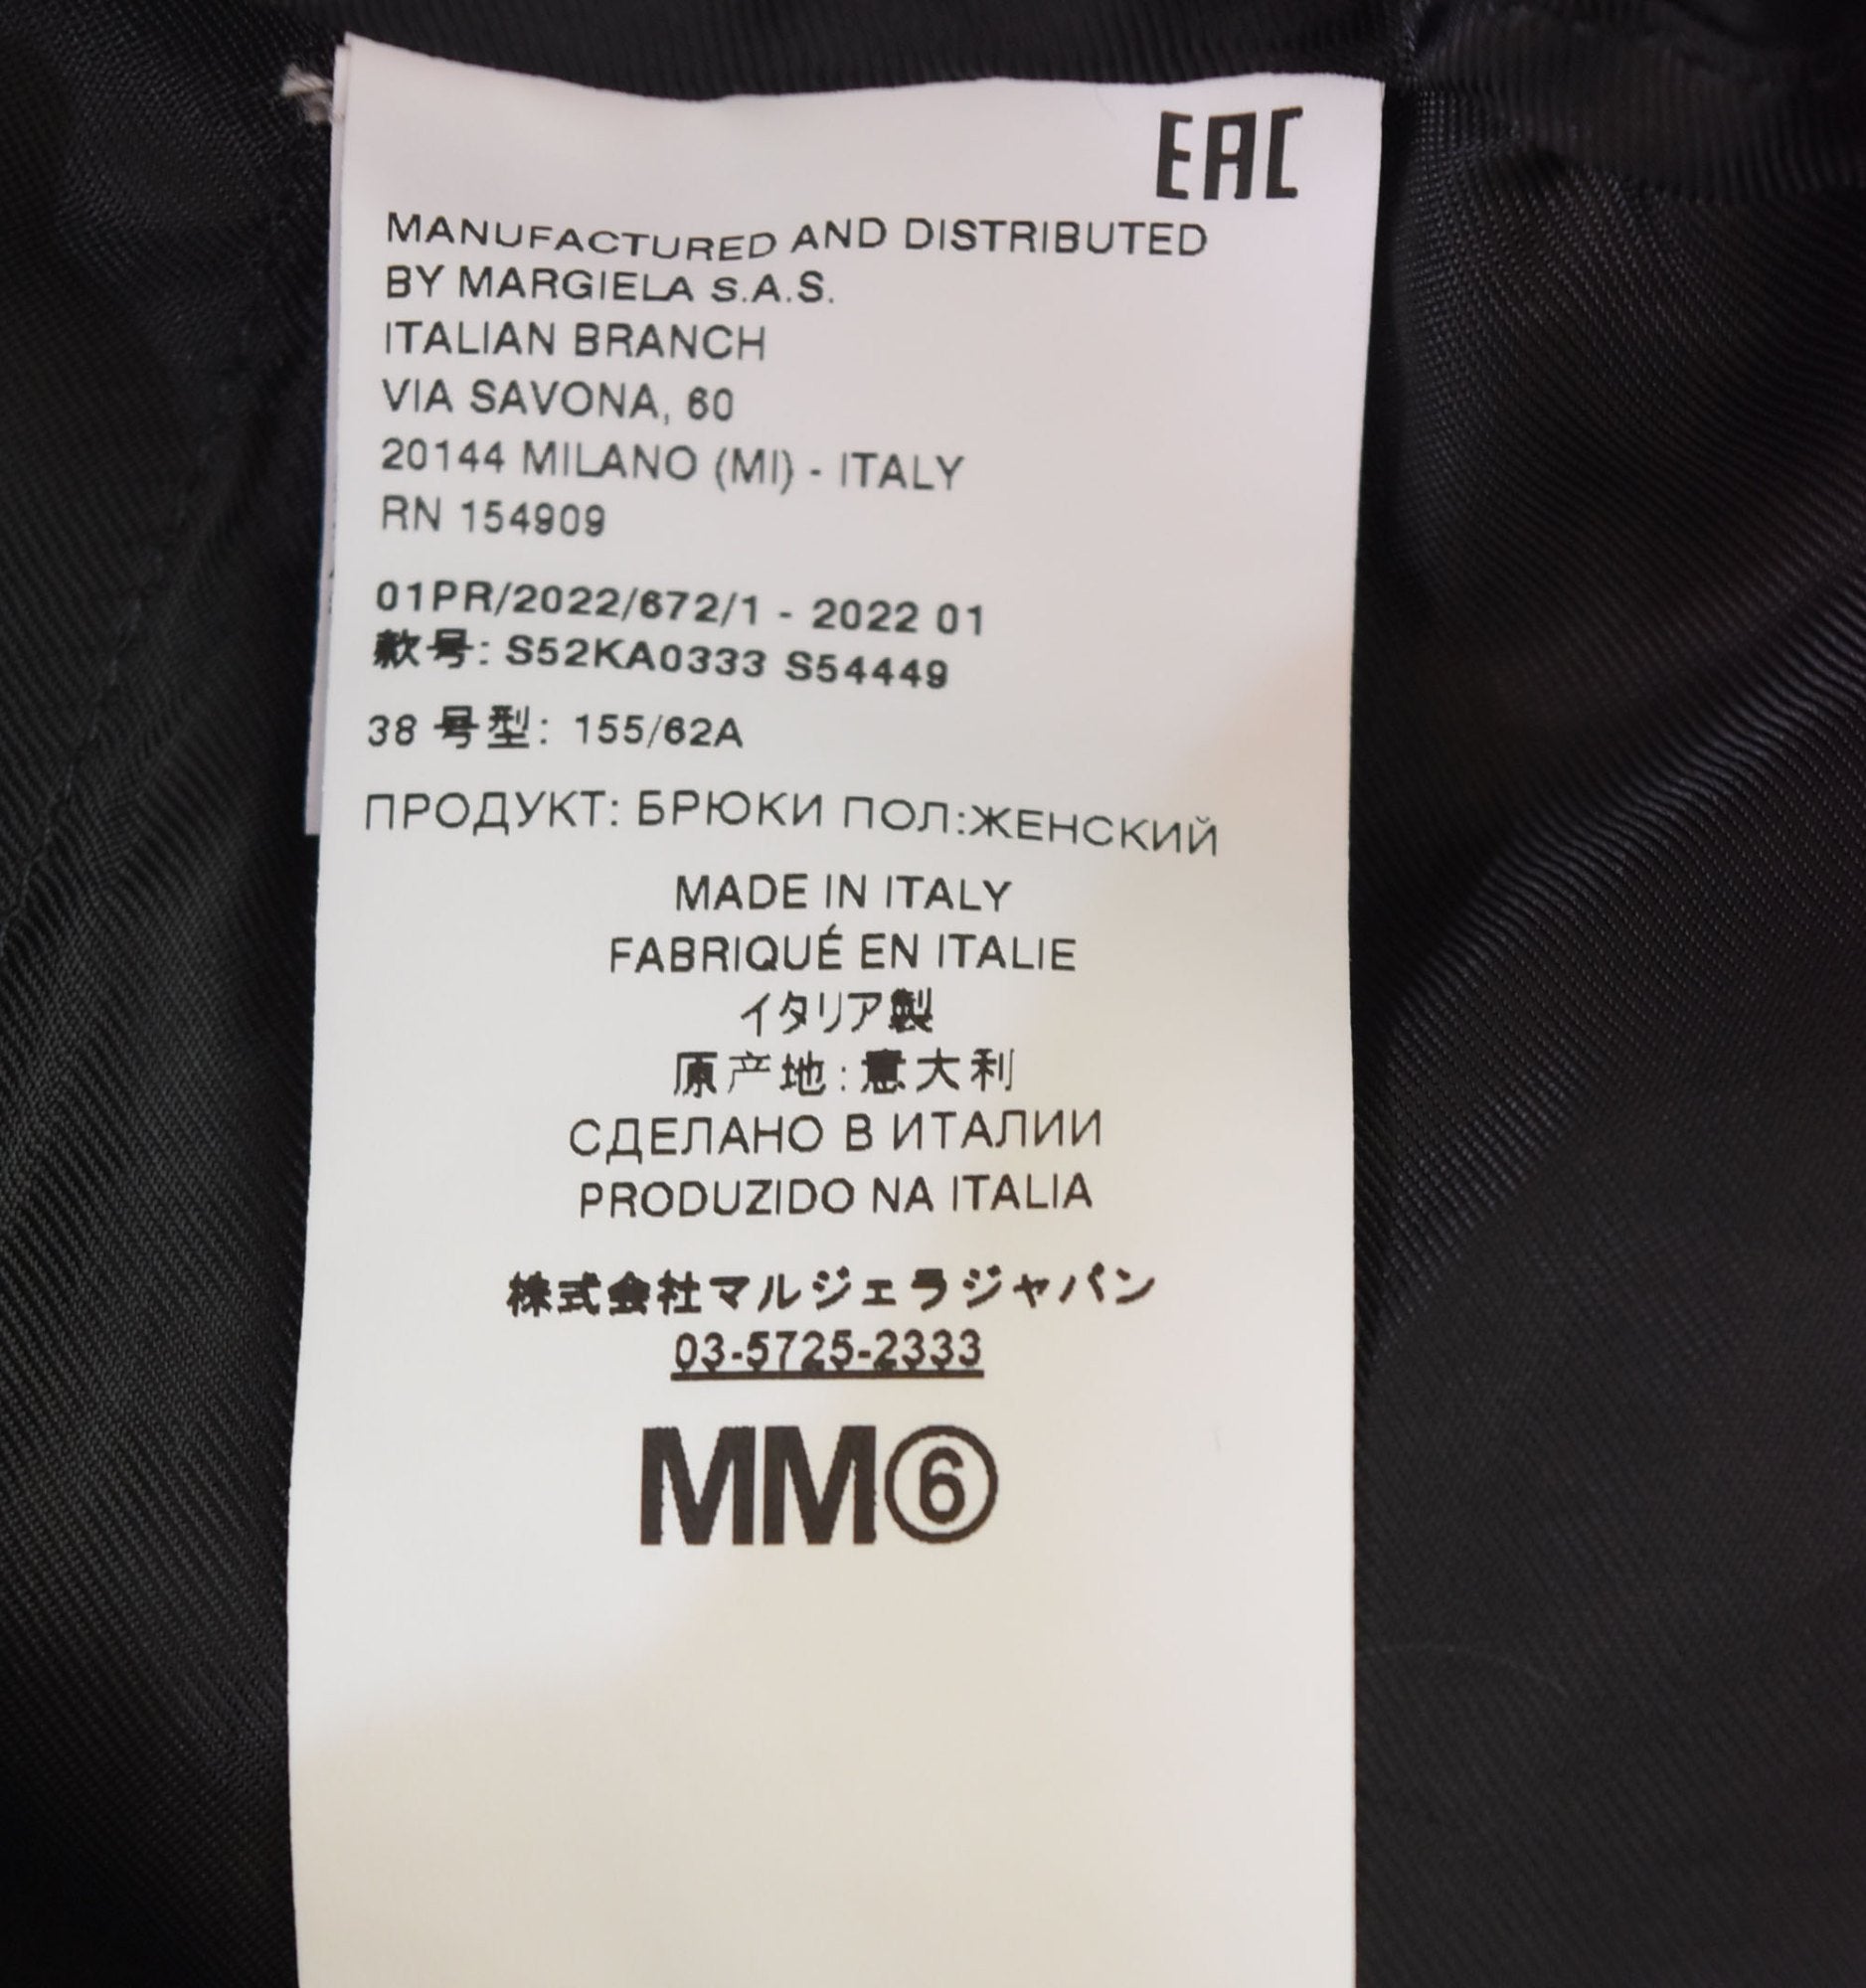 EAC
MANUFACTURED AND DISTRIBUTED
BY MARGIELA S.A.S.
ITALIAN BRANCH
VIA SAVONA, 60
20144 MILANO (MI) - ITALY
RN 154909
01PR/2022/672/1 - 2022 01
款号: S52KA0333 S54449
38 号型: 155/62A
ПРОДУКТ: БРЮКИ ПОЛ:ЖЕНСКИЙ
MADE IN ITALY
FABRIQUÉ EN ITALIE
イタリア製
原产地:意大利
СДЕЛАНО В ИТАЛИИ
PRODUZIDO NA ITALIA
株式会社マルジェラジャパン
03-5725-2333
MM⑥